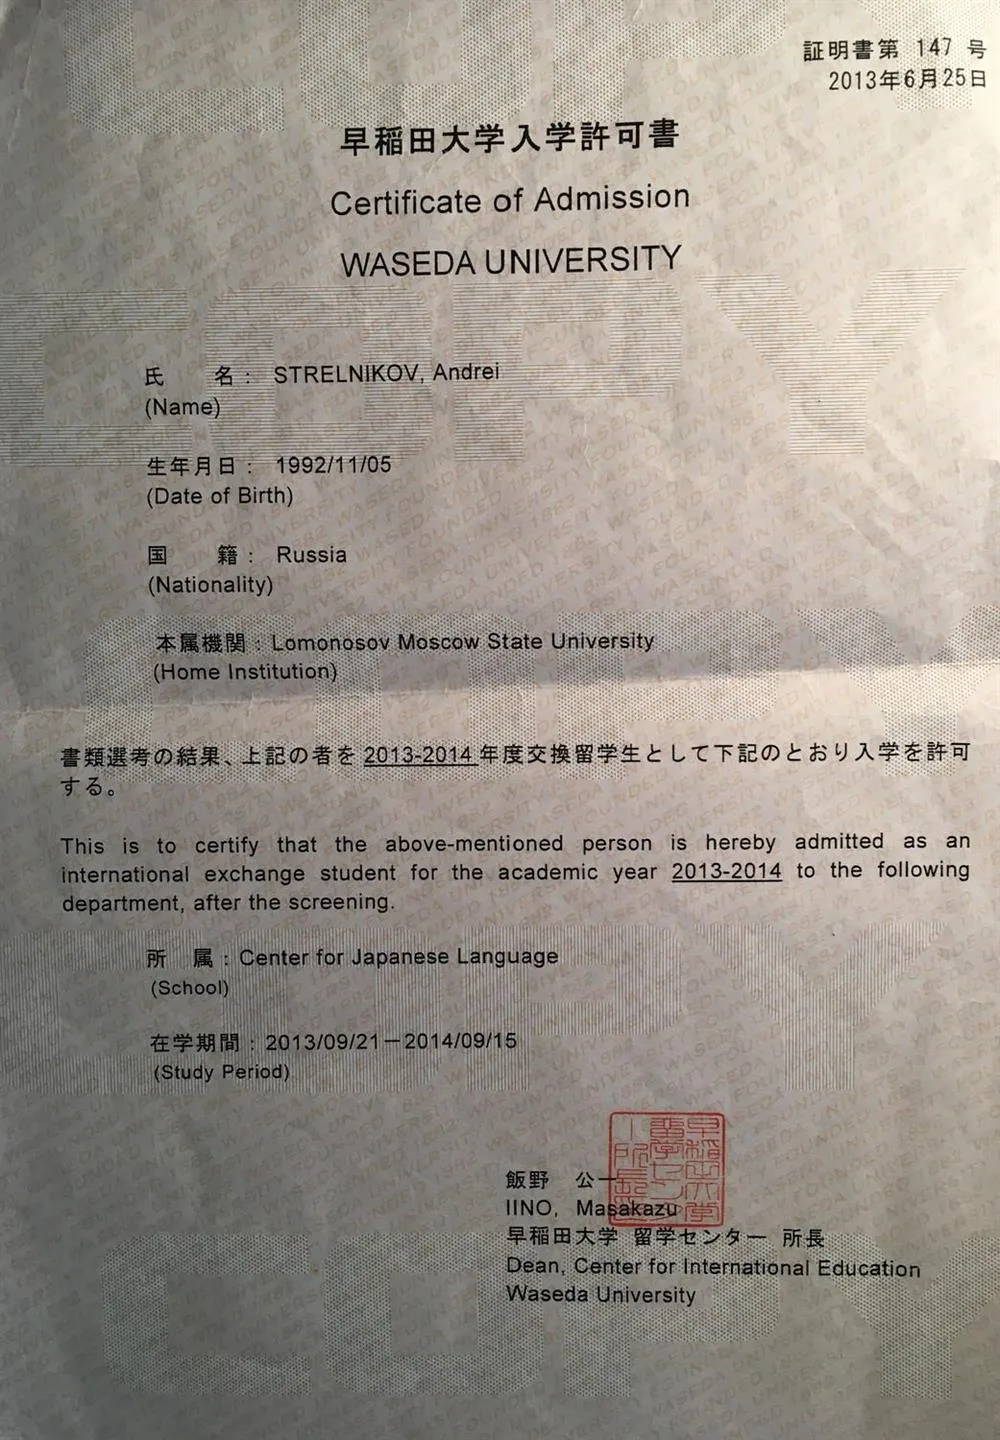 証明書第 147 号
2013年6月25日
早稲田大学入学許可書
Certificate of Admission
WASEDA UNIVERSITY
氏 名： STRELNIKOV, Andrei
(Name)
生年月日： 1992/11/05
(Date of Birth)
国 籍： Russia
(Nationality)
本属機関：Lomonosov Moscow State University
(Home Institution)
書類選考の結果、上記の者を 2013-2014 年度交換留学生として下記のとおり入学を許可
する。
This is to certify that the above-mentioned person is hereby admitted as an
international exchange student for the academic year 2013-2014 to the following
department, after the screening.
所 属：Center for Japanese Language
(School)
在学期間：2013/09/21－2014/09/15
(Study Period)
飯野 公一
IINO, Masakazu
早稲田大学 留学センター 所長
Dean, Center for International Education
Waseda University
COPY